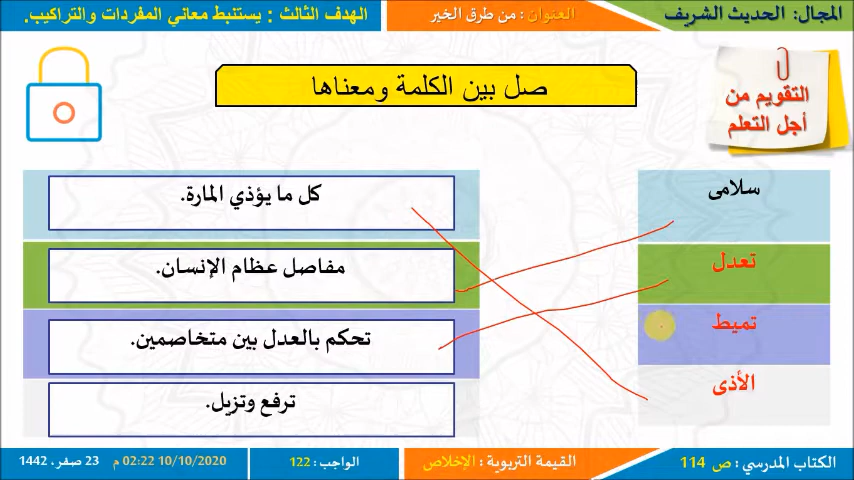 المجال: الحديث الشريف
العنوان : من طرق الخير
الهدف الثالث : يستنبط معاني المفردات والتراكيب.
صل بين الكلمة ومعناها
التقويم من
أجل التعلم
سلامى
كل ما يؤذي المارة.
تعدل
مفاصل عظام الإنسان.
تميط
تحكم بالعدل بين متخاصمين.
الأذى
ترفع وتزيل.
الكتاب المدرسي : ص 114
القيمة التربوية : الإخلاص
الواجب : 122
10/10/2020 02:22 م
23 صفر، 1442